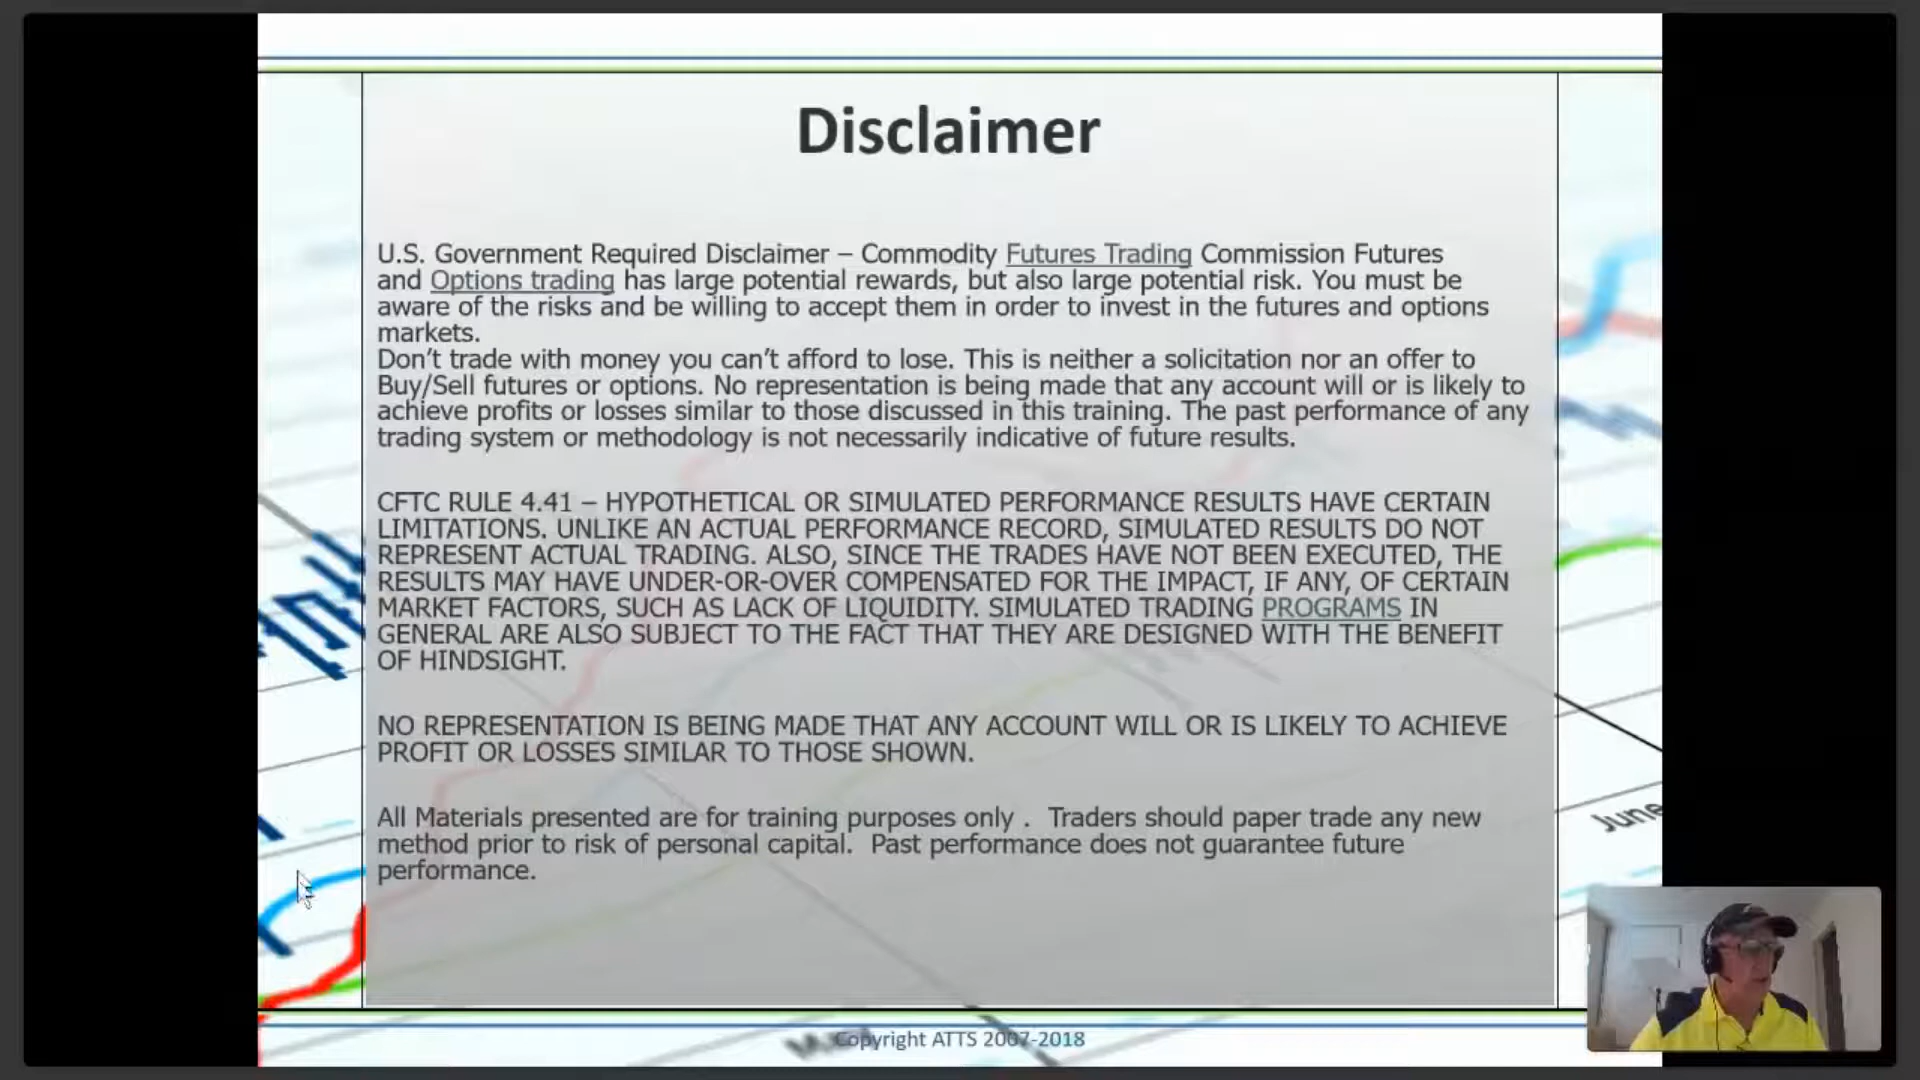 Disclaimer
U.S. Government Required Disclaimer – Commodity Futures Trading Commission Futures
and Options trading has large potential rewards, but also large potential risk. You must be
aware of the risks and be willing to accept them in order to invest in the futures and options
markets.
Don’t trade with money you can’t afford to lose. This is neither a solicitation nor an offer to
Buy/Sell futures or options. No representation is being made that any account will or is likely to
achieve profits or losses similar to those discussed in this training. The past performance of any
trading system or methodology is not necessarily indicative of future results.
CFTC RULE 4.41 – HYPOTHETICAL OR SIMULATED PERFORMANCE RESULTS HAVE CERTAIN
LIMITATIONS. UNLIKE AN ACTUAL PERFORMANCE RECORD, SIMULATED RESULTS DO NOT
REPRESENT ACTUAL TRADING. ALSO, SINCE THE TRADES HAVE NOT BEEN EXECUTED, THE
RESULTS MAY HAVE UNDER-OR-OVER COMPENSATED FOR THE IMPACT, IF ANY, OF CERTAIN
MARKET FACTORS, SUCH AS LACK OF LIQUIDITY. SIMULATED TRADING PROGRAMS IN
GENERAL ARE ALSO SUBJECT TO THE FACT THAT THEY ARE DESIGNED WITH THE BENEFIT
OF HINDSIGHT.
NO REPRESENTATION IS BEING MADE THAT ANY ACCOUNT WILL OR IS LIKELY TO ACHIEVE
PROFIT OR LOSSES SIMILAR TO THOSE SHOWN.
All Materials presented are for training purposes only . Traders should paper trade any new
method prior to risk of personal capital. Past performance does not guarantee future
performance.
June
Copyright ATTS 2007-2018